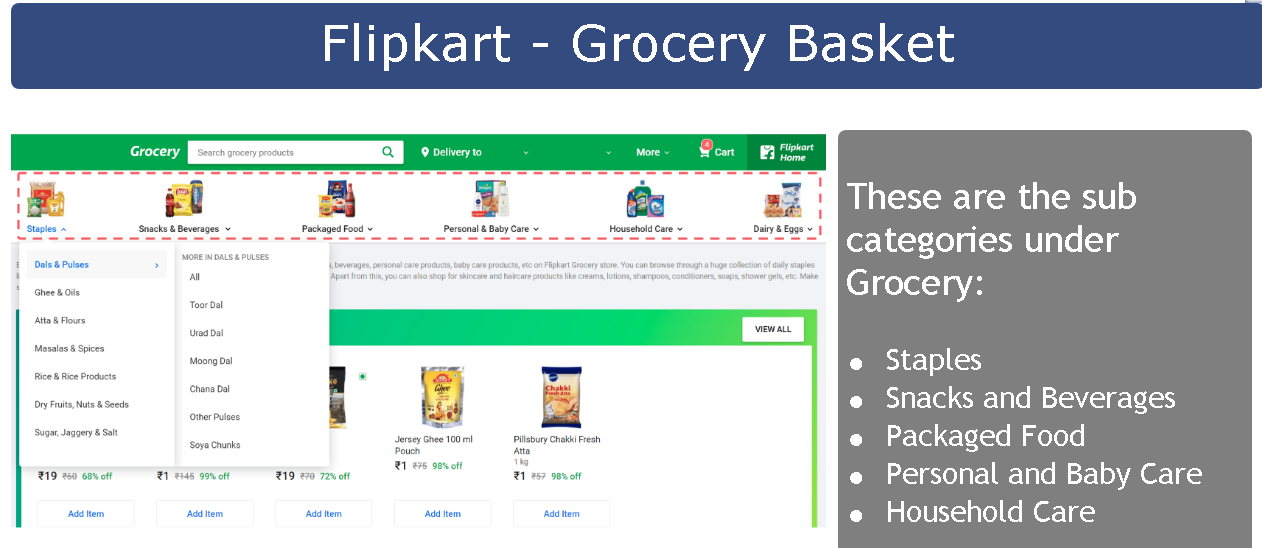 Flipkart - Grocery Basket
Grocery
Search grocery products
Delivery to
More
4
Cart
Flipkart
Home
Staples
Snacks & Beverages
Packaged Food
Personal & Baby Care
Household Care
Dairy & Eggs
Dals & Pulses
Ghee & Oils
Atta & Flours
Masalas & Spices
Rice & Rice Products
Dry Fruits, Nuts & Seeds
Sugar, Jaggery & Salt
MORE IN DALS & PULSES
All
Toor Dal
Urad Dal
Moong Dal
Chana Dal
Other Pulses
Soya Chunks
, beverages, personal care products, baby care products, etc on Flipkart Grocery store. You can browse through a huge collection of daily staples
Apart from this, you can also shop for skincare and haircare products like creams, lotions, shampoos, conditioners, soaps, shower gels, etc. Make
VIEW ALL
Ghee
Chakki
Fresh Atta
Jersey Ghee 100 ml
Pouch
Pillsbury Chakki Fresh
Atta
1 kg
₹19 ₹60 68% off
₹1 ₹145 99% off
₹19 ₹70 72% off
₹1 ₹75 98% off
₹1 ₹57 98% off
Add Item
Add Item
Add Item
Add Item
Add Item
These are the sub
categories under
Grocery:
● Staples
● Snacks and Beverages
● Packaged Food
● Personal and Baby Care
● Household Care